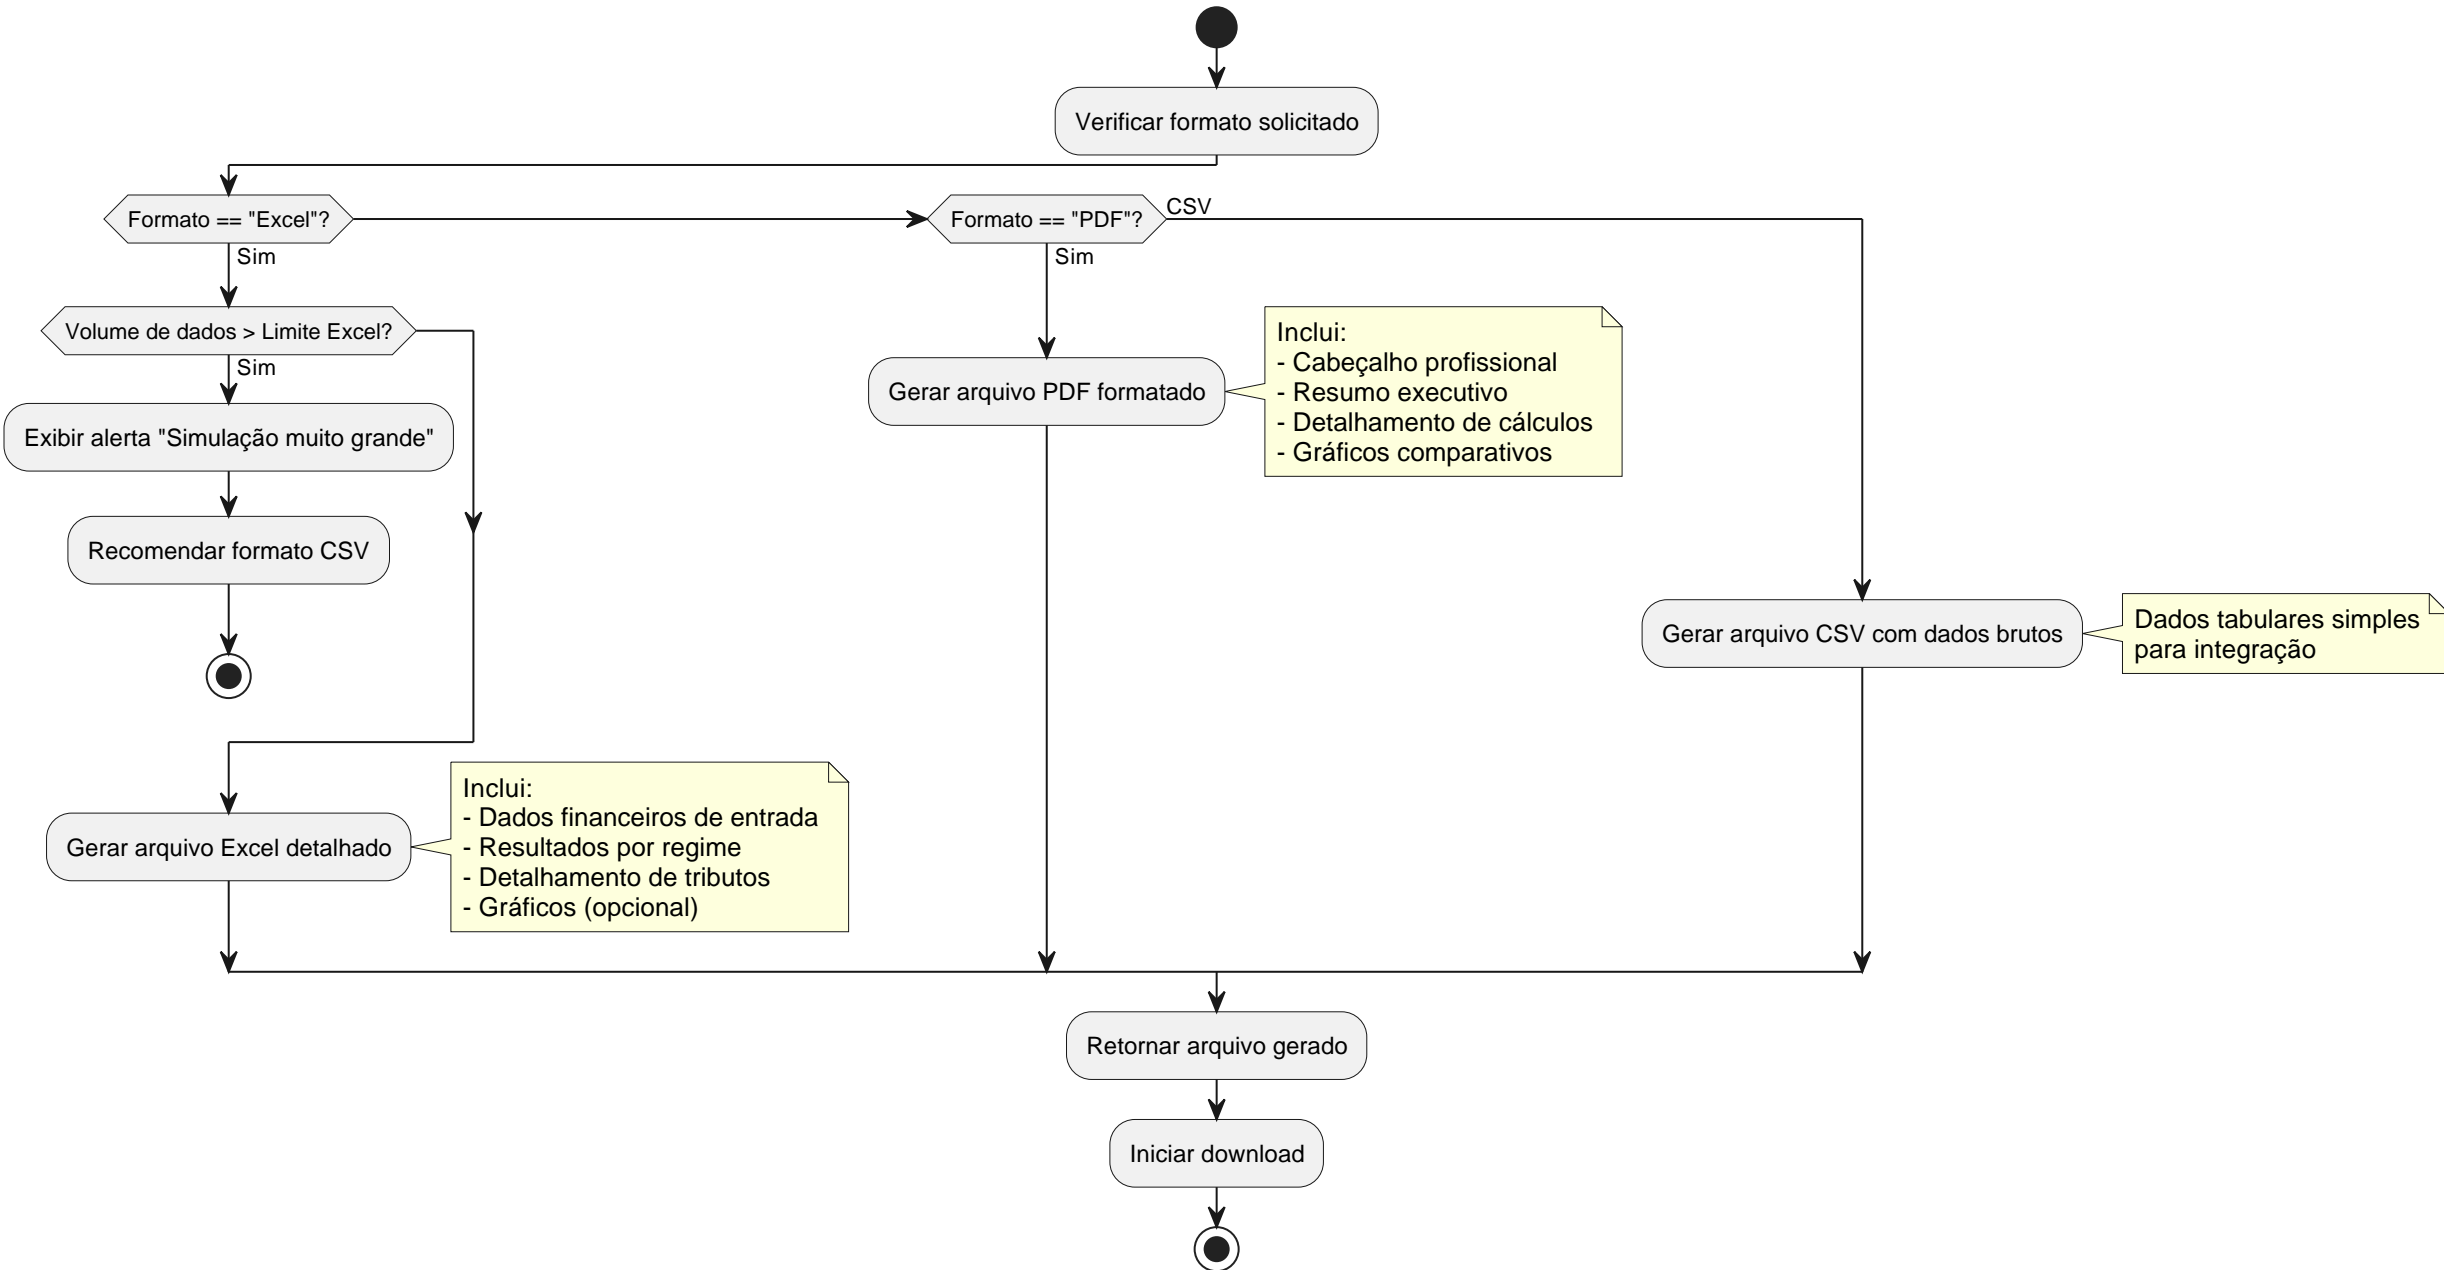 Verificar formato solicitado
Formato == "Excel"?
Sim
Formato == "PDF"?
CSV
Sim
Volume de dados > Limite Excel?
Sim
Exibir alerta "Simulação muito grande"
Recomendar formato CSV
Gerar arquivo Excel detalhado
Inclui:
- Dados financeiros de entrada
- Resultados por regime
- Detalhamento de tributos
- Gráficos (opcional)
Gerar arquivo PDF formatado
Inclui:
- Cabeçalho profissional
- Resumo executivo
- Detalhamento de cálculos
- Gráficos comparativos
Gerar arquivo CSV com dados brutos
Dados tabulares simples
para integração
Retornar arquivo gerado
Iniciar download